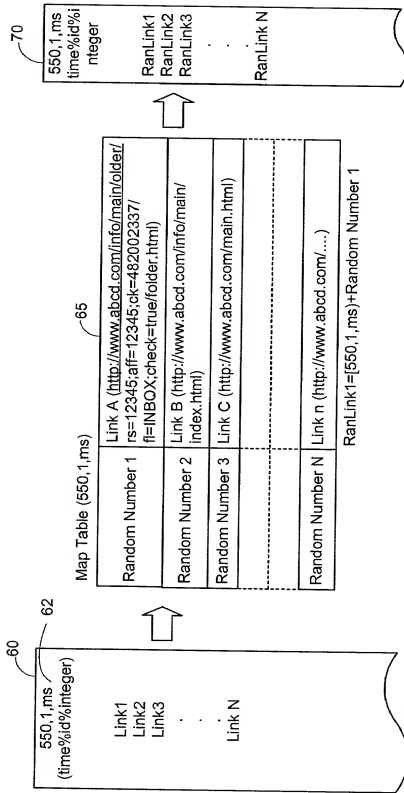 60
62
550,1,ms
(time%id%integer)
Link1
Link2
Link3
.
.
.
Link N
Map Table (550,1,ms)
65
Random Number 1
Link A (http://www.abcd.com/info/main/older/
rs=12345;aff=12345;ck=482002337/
fl=INBOX;check=true/folder.html)
Random Number 2
Link B (http://www.abcd.com/info/main/
index.html)
Random Number 3
Link C (http://www.abcd.com/main.html)
Random Number N
Link n (http://www.abcd.com/....)
RanLink1=[550,1,ms)+Random Number 1
70
550,1,ms
time%id%i
nteger
RanLink1
RanLink2
RanLink3
.
.
.
RanLink N